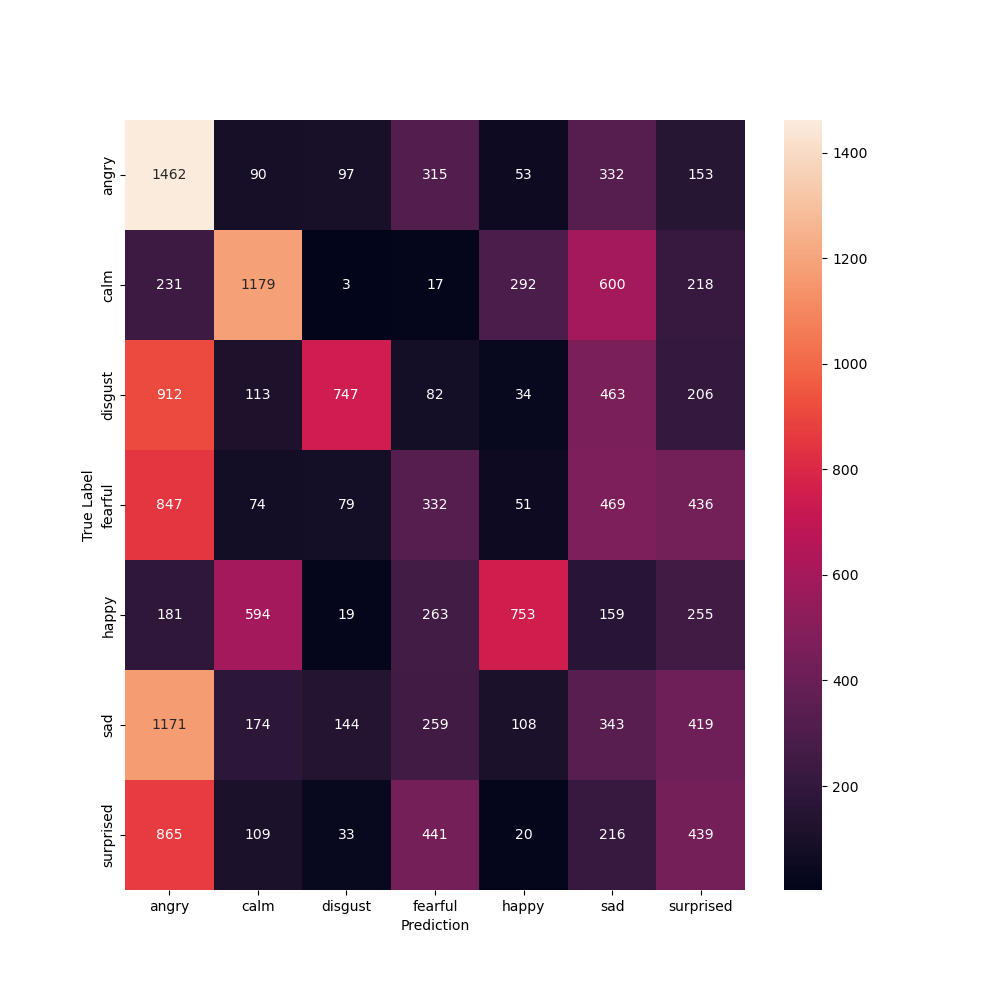 angry 1462 90 97 315 53 332 153
calm 231 1179 3 17 292 600 218
disgust 912 113 747 82 34 463 206
fearful 847 74 79 332 51 469 436
happy 181 594 19 263 753 159 255
sad 1171 174 144 259 108 343 419
surprised 865 109 33 441 20 216 439
True Label
angry calm disgust fearful happy sad surprised
Prediction
1400
1200
1000
800
600
400
200